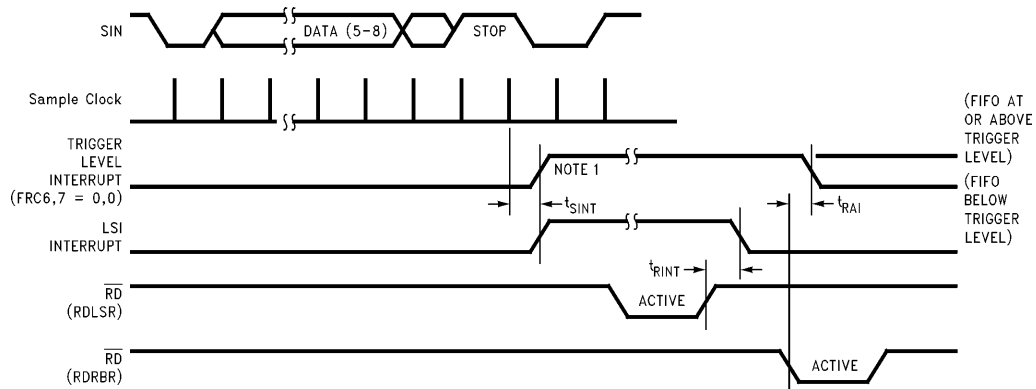 SIN
DATA (5-8)
STOP
Sample Clock
TRIGGER
LEVEL
INTERRUPT
(FRC6,7 = 0,0)
NOTE 1
(FIFO AT
OR ABOVE
TRIGGER
LEVEL)
(FIFO
BELOW
TRIGGER
LEVEL)
tSINT
tRAI
LSI
INTERRUPT
tRINT
RD
(RDLSR)
ACTIVE
RD
(RDRBR)
ACTIVE